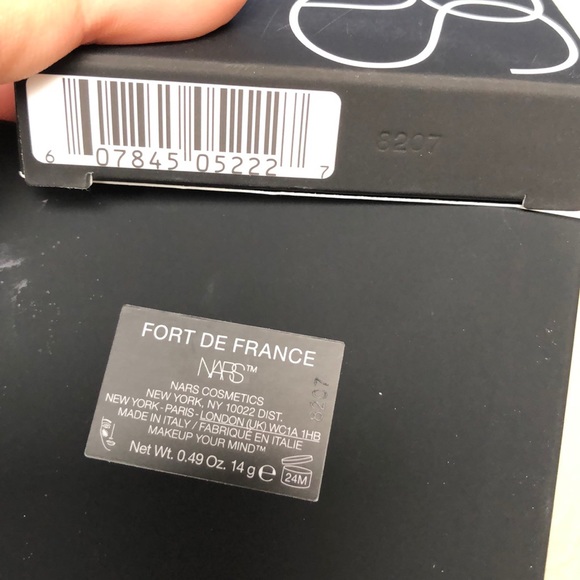 6 07845 05222 7
8207
FORT DE FRANCE
NARS™
NARS COSMETICS
NEW YORK, NY 10022 DIST.
NEW YORK - PARIS - LONDON (UK) WC1A 1HB
MADE IN ITALY / FABRIQUÉ EN ITALIE
MAKEUP YOUR MIND™
Net Wt. 0.49 Oz. 14 g ℮ 24M
8207